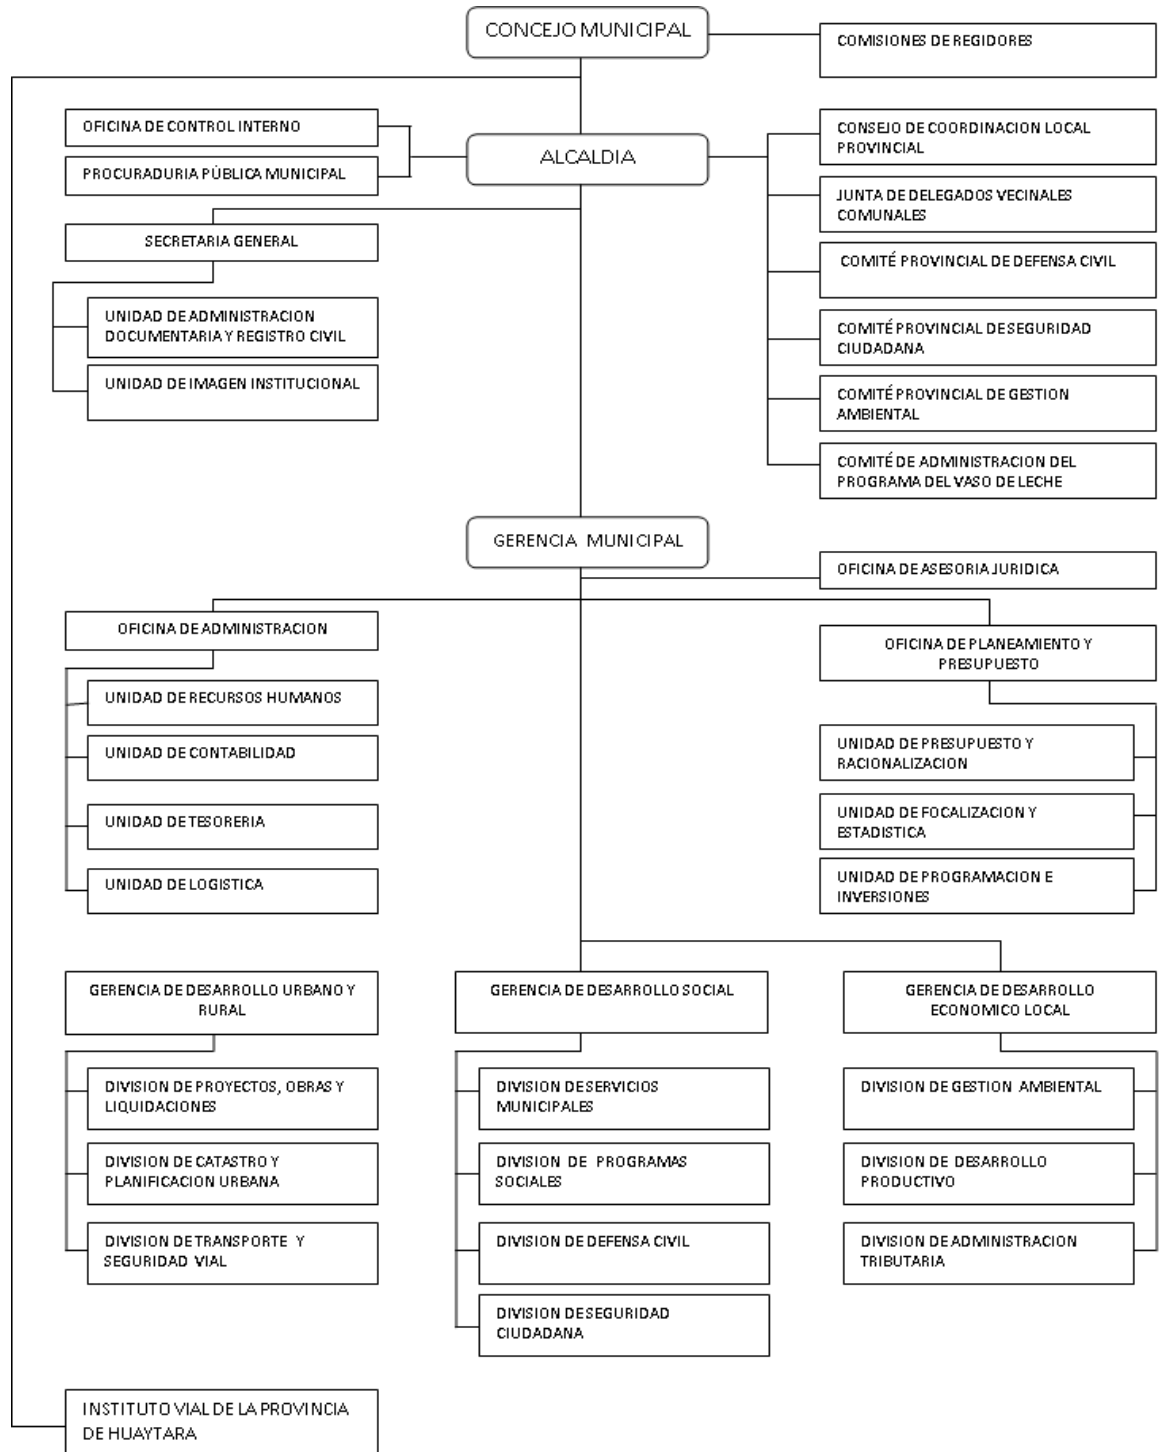 CONCEJO MUNICIPAL
COMISIONES DE REGIDORES
OFICINA DE CONTROL INTERNO
PROCURADURIA PÚBLICA MUNICIPAL
ALCALDIA
CONSEJO DE COORDINACION LOCAL
PROVINCIAL
JUNTA DE DELEGADOS VECINALES
COMUNALES
COMITÉ PROVINCIAL DE DEFENSA CIVIL
COMITÉ PROVINCIAL DE SEGURIDAD
CIUDADANA
COMITÉ PROVINCIAL DE GESTION
AMBIENTAL
COMITÉ DE ADMINISTRACION DEL
PROGRAMA DEL VASO DE LECHE
SECRETARIA GENERAL
UNIDAD DE ADMINISTRACION
DOCUMENTARIA Y REGISTRO CIVIL
UNIDAD DE IMAGEN INSTITUCIONAL
GERENCIA MUNICIPAL
OFICINA DE ASESORIA JURIDICA
OFICINA DE ADMINISTRACION
UNIDAD DE RECURSOS HUMANOS
UNIDAD DE CONTABILIDAD
UNIDAD DE TESORERIA
UNIDAD DE LOGISTICA
OFICINA DE PLANEAMIENTO Y
PRESUPUESTO
UNIDAD DE PRESUPUESTO Y
RACIONALIZACION
UNIDAD DE FOCALIZACION Y
ESTADISTICA
UNIDAD DE PROGRAMACION E
INVERSIONES
GERENCIA DE DESARROLLO URBANO Y
RURAL
DIVISION DE PROYECTOS, OBRAS Y
LIQUIDACIONES
DIVISION DE CATASTRO Y
PLANIFICACION URBANA
DIVISION DE TRANSPORTE Y
SEGURIDAD VIAL
GERENCIA DE DESARROLLO SOCIAL
DIVISION DE SERVICIOS
MUNICIPALES
DIVISION DE PROGRAMAS
SOCIALES
DIVISION DE DEFENSA CIVIL
DIVISION DE SEGURIDAD
CIUDADANA
GERENCIA DE DESARROLLO
ECONOMICO LOCAL
DIVISION DE GESTION AMBIENTAL
DIVISION DE DESARROLLO
PRODUCTIVO
DIVISION DE ADMINISTRACION
TRIBUTARIA
INSTITUTO VIAL DE LA PROVINCIA
DE HUAYTARA